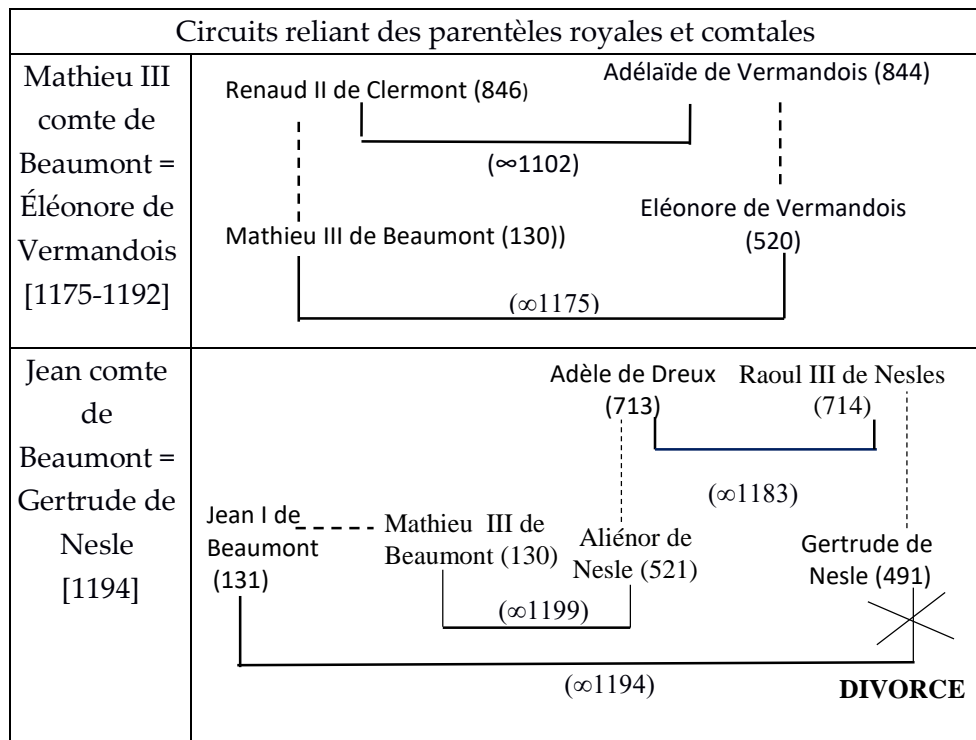 Circuits reliant des parentèles royales et comtales
Mathieu III
comte de
Beaumont =
Éléonore de
Vermandois
[1175-1192]
Renaud II de Clermont (846)
Adélaïde de Vermandois (844)
(∞1102)
Mathieu III de Beaumont (130))
Eléonore de Vermandois
(520)
(∞1175)
Jean comte
de
Beaumont =
Gertrude de
Nesle
[1194]
Adèle de Dreux
(713)
Raoul III de Nesles
(714)
(∞1183)
Jean I de
Beaumont
(131)
Mathieu III de
Beaumont (130)
Aliénor de
Nesle (521)
Gertrude de
Nesle (491)
(∞1199)
(∞1194)
DIVORCE